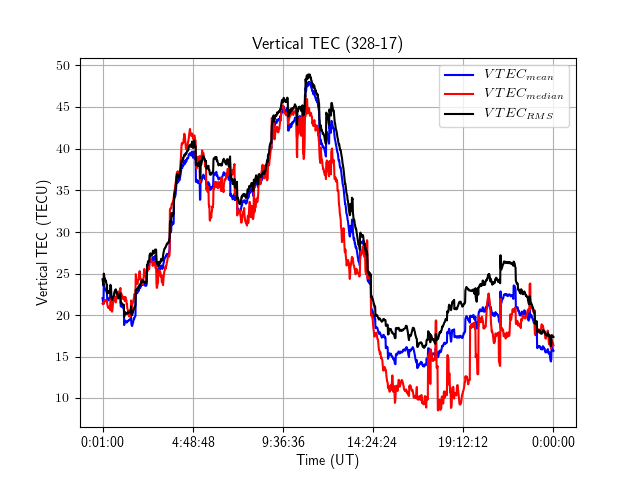 Vertical TEC (328-17)
VTEC_mean
VTEC_median
VTEC_RMS
Vertical TEC (TECU)
50
45
40
35
30
25
20
15
10
0:01:00 4:48:48 9:36:36 14:24:24 19:12:12 0:00:00
Time (UT)